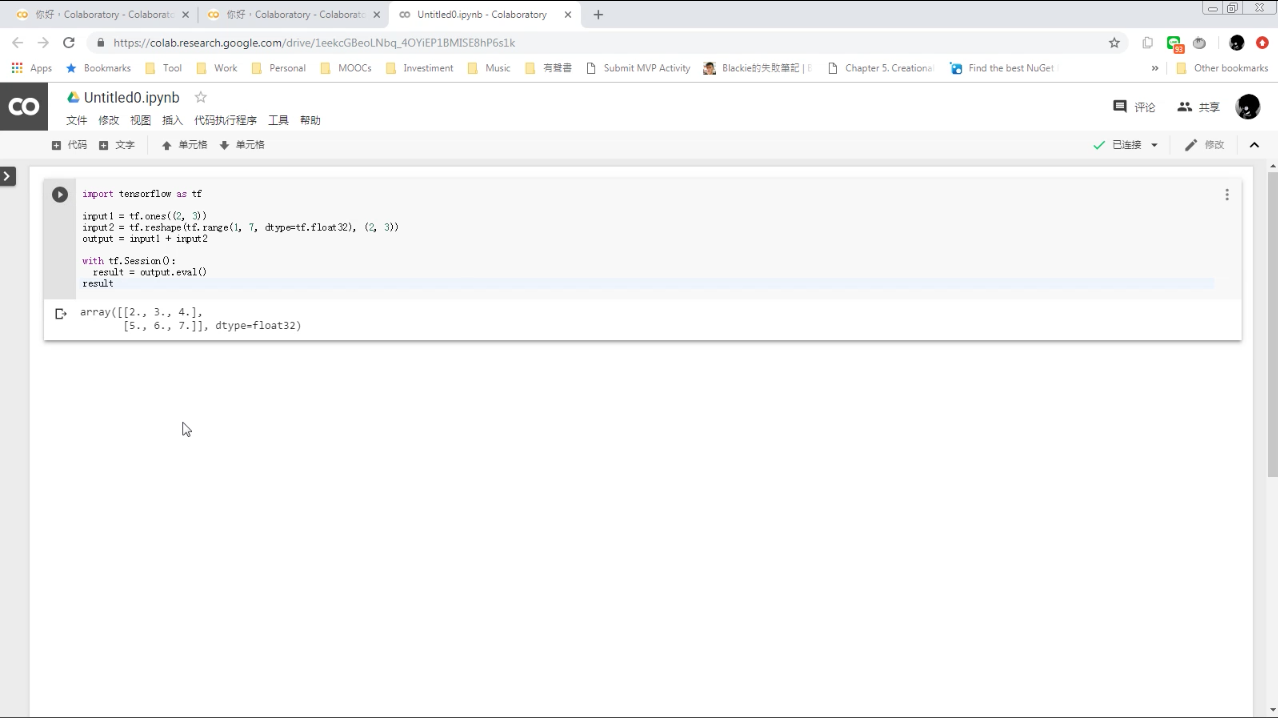 你好，Colaboratory - Colaborato
你好，Colaboratory - Colaborato
Untitled0.ipynb - Colaboratory
https://colab.research.google.com/drive/1eekcGBeoLNbq_4OYiEP1BMISE8hP6s1k
93
Apps Bookmarks Tool Work Personal MOOCs Investiment Music 有聲書 Submit MVP Activity Blackie的失敗筆記 | Chapter 5. Creational Find the best NuGet » Other bookmarks
CO Untitled0.ipynb
评论 共享
文件 修改 视图 插入 代码执行程序 工具 帮助
代码 文字 单元格 单元格 已连接 修改
import tensorflow as tf
input1 = tf.ones((2, 3))
input2 = tf.reshape(tf.range(1, 7, dtype=tf.float32), (2, 3))
output = input1 + input2
with tf.Session():
result = output.eval()
result
array([[2., 3., 4.],
[5., 6., 7.]], dtype=float32)